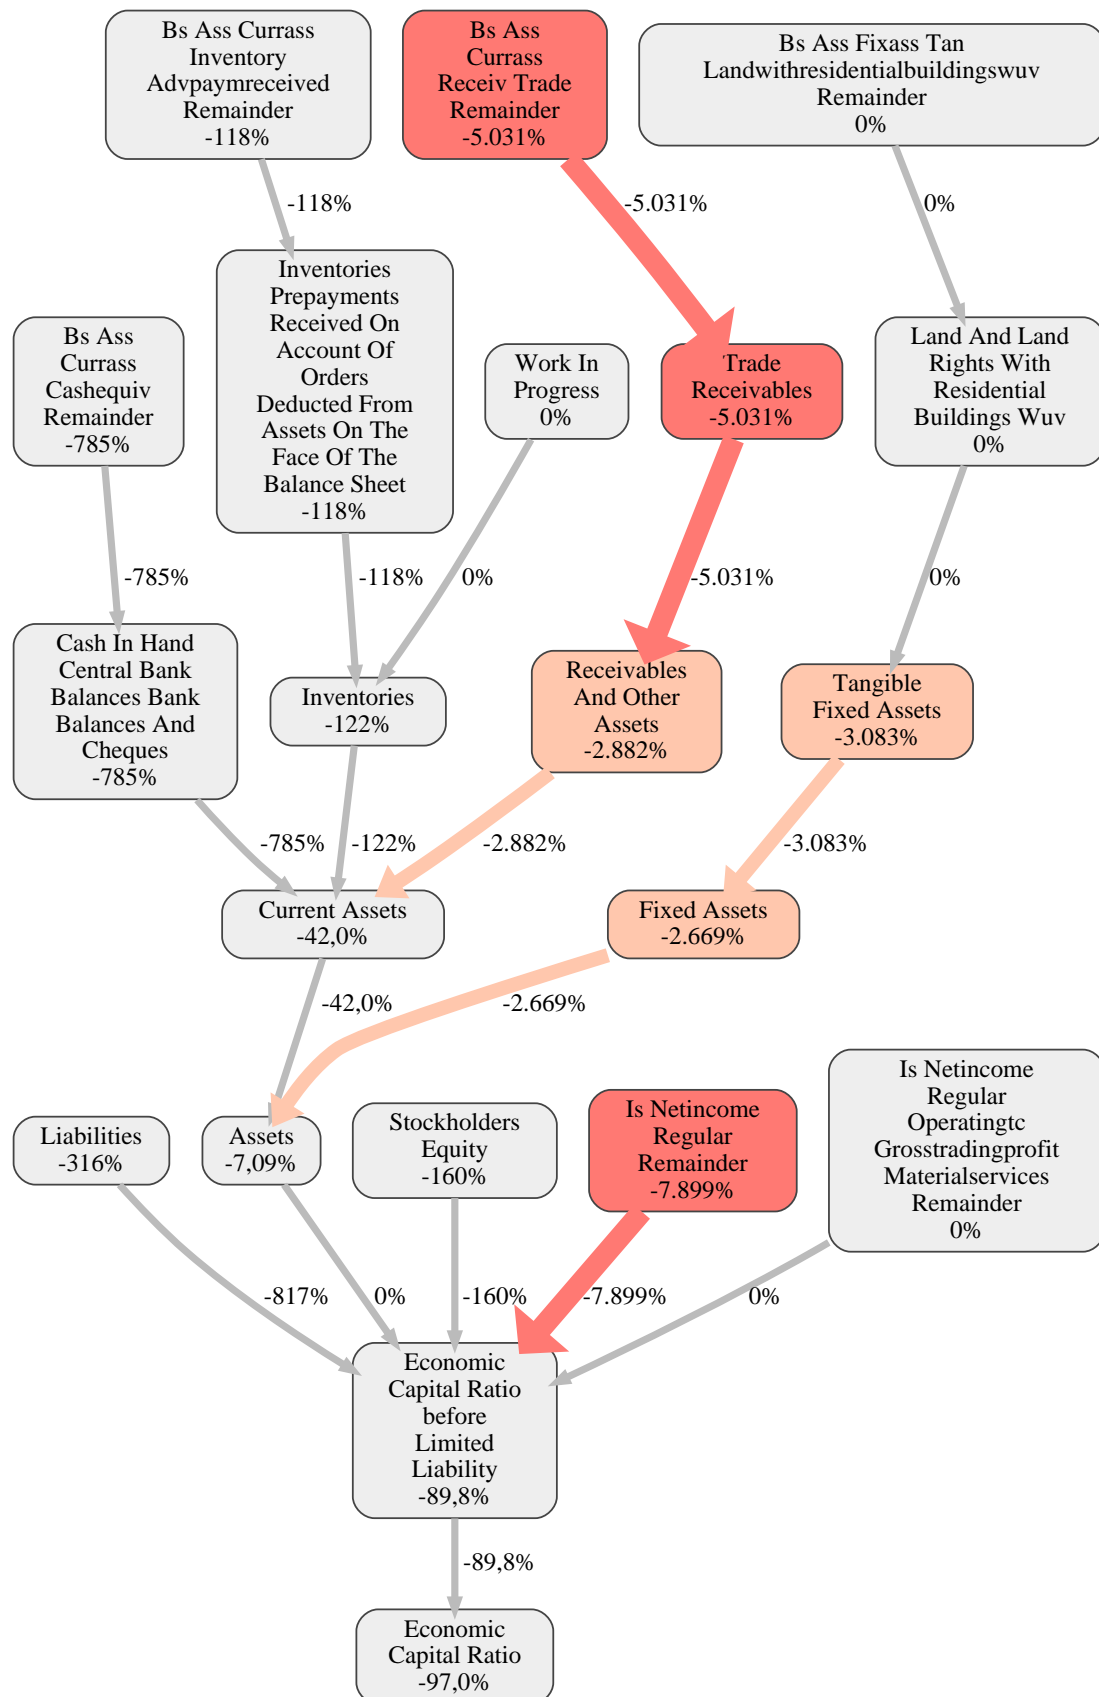 Bs Ass Currass
Inventory
Advpaymreceived
Remainder
-118%
Bs Ass
Currass
Receiv Trade
Remainder
-5.031%
Bs Ass Fixass Tan
Landwithresidentialbuildingswuv
Remainder
0%
-118%
-5.031%
0%
Bs Ass
Currass
Cashequiv
Remainder
-785%
Inventories
Prepayments
Received On
Account Of
Orders
Deducted From
Assets On The
Face Of The
Balance Sheet
-118%
Work In
Progress
0%
Trade
Receivables
-5.031%
Land And Land
Rights With
Residential
Buildings Wuv
0%
-785%
-118%
0%
-5.031%
0%
Cash In Hand
Central Bank
Balances Bank
Balances And
Cheques
-785%
Inventories
-122%
Receivables
And Other
Assets
-2.882%
Tangible
Fixed Assets
-3.083%
-785%
-122%
-2.882%
-3.083%
Current Assets
-42,0%
Fixed Assets
-2.669%
-42,0%
-2.669%
Liabilities
-316%
Assets
-7,09%
Stockholders
Equity
-160%
Is Netincome
Regular
Remainder
-7.899%
Is Netincome
Regular
Operatingtc
Grosstradingprofit
Materialservices
Remainder
0%
-817%
0%
-160%
-7.899%
0%
Economic
Capital Ratio
before
Limited
Liability
-89,8%
-89,8%
Economic
Capital Ratio
-97,0%